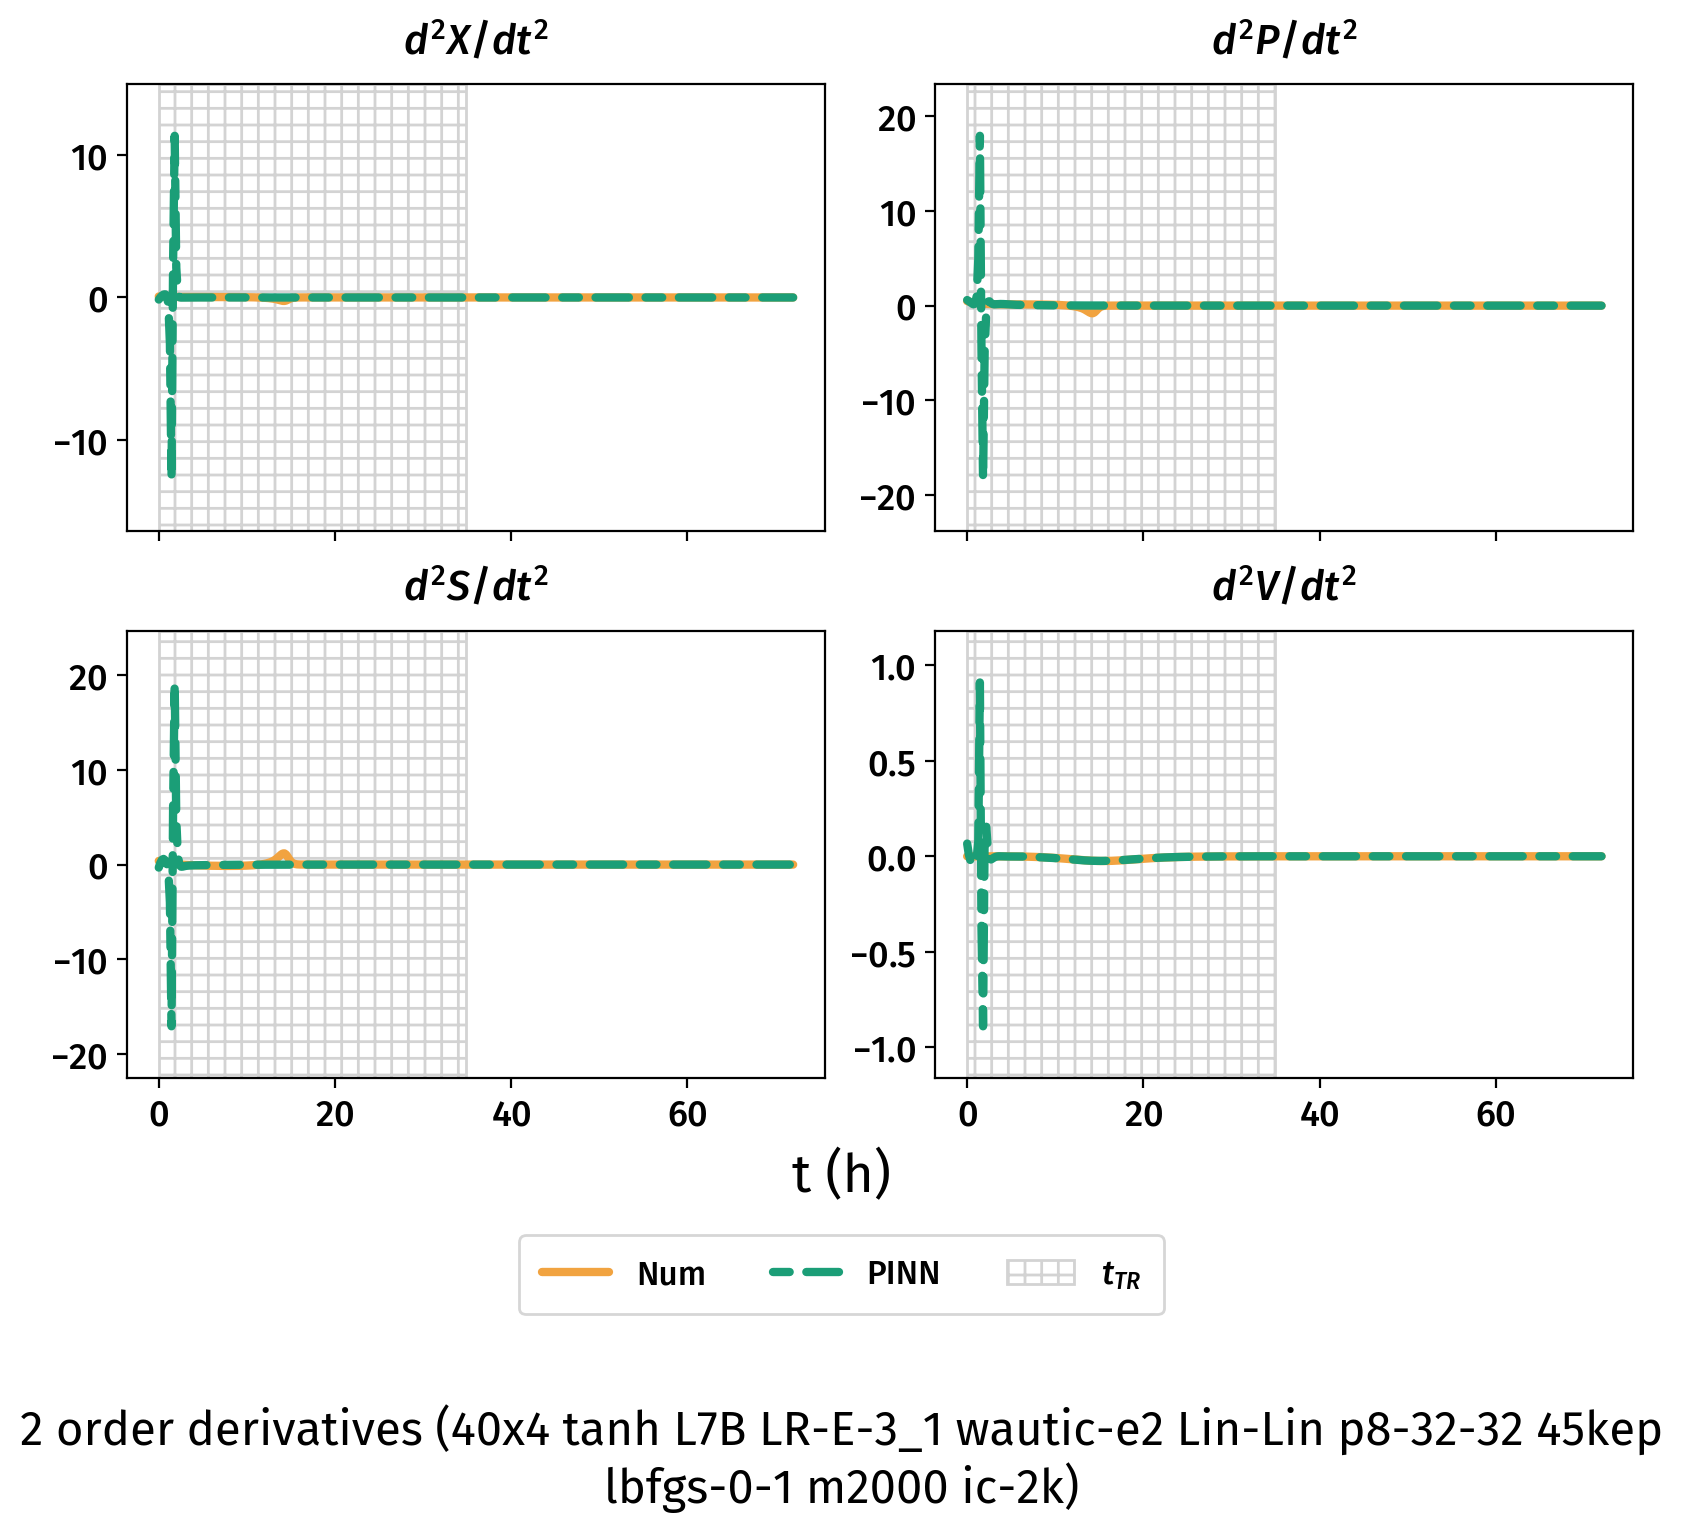 d²X/dt²
d²P/dt²
10
0
−10
20
10
0
−10
−20
d²S/dt²
d²V/dt²
20
10
0
−10
−20
1.0
0.5
0.0
−0.5
−1.0
0 20 40 60
0 20 40 60
t (h)
Num PINN t_TR
2 order derivatives (40x4 tanh L7B LR-E-3_1 wautic-e2 Lin-Lin p8-32-32 45kep
lbfgs-0-1 m2000 ic-2k)